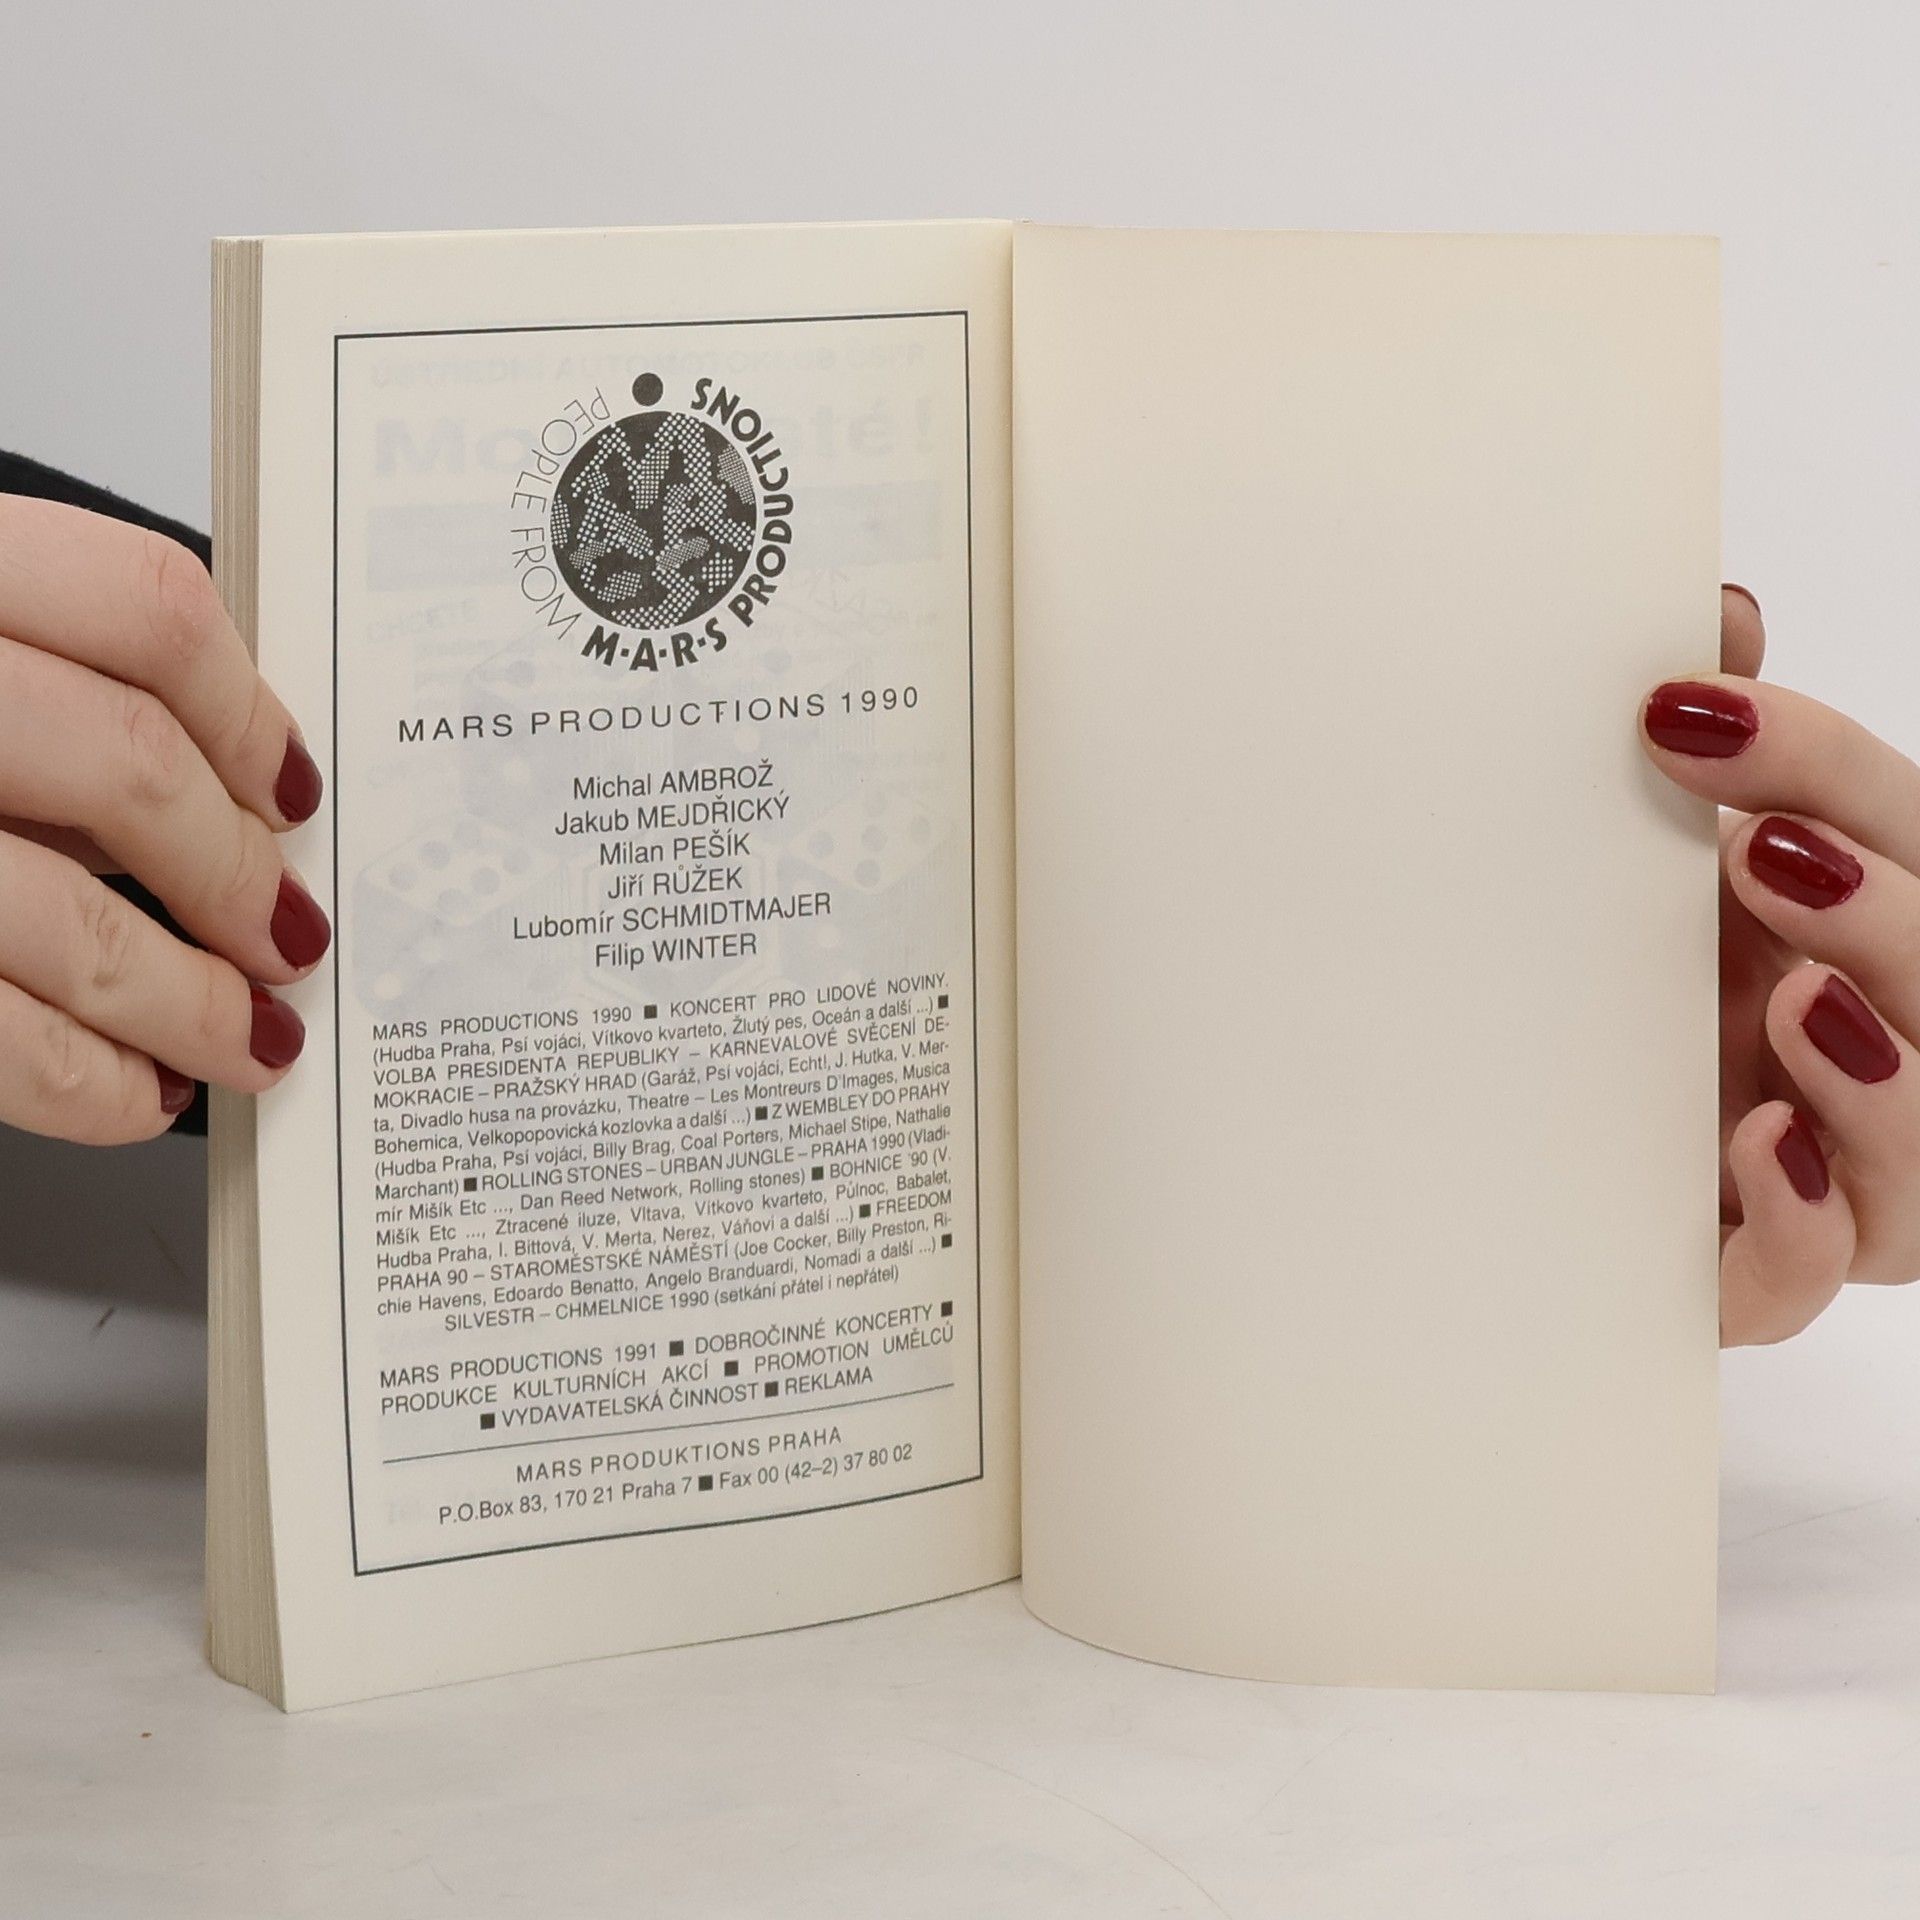 PEOPLE FROM
M·A·R·S PRODUCTIONS
MARS PRODUCTIONS 1990
Michal AMBROŽ
Jakub MEJDŘICKÝ
Milan PEŠÍK
Jiří RŮŽEK
Lubomír SCHMIDTMAJER
Filip WINTER
MARS PRODUCTIONS 1990 ■ KONCERT PRO LIDOVÉ NOVINY.
(Hudba Praha, Psí vojáci, Vítkovo kvarteto, Žlutý pes, Oceán a další ...) ■
VOLBA PRESIDENTA REPUBLIKY – KARNEVALOVÉ SVĚCENÍ DE-
MOKRACIE – PRAŽSKÝ HRAD (Garáž, Psí vojáci, Echt!, J. Hutka, V. Mer-
ta, Divadlo husa na provázku, Theatre – Les Montreurs D'Images, Musica
Bohemica, Velkopopovická kozlovka a další ...) ■ Z WEMBLEY DO PRAHY
(Hudba Praha, Psí vojáci, Billy Brag, Coal Porters, Michael Stipe, Nathalie
Marchant) ■ ROLLING STONES – URBAN JUNGLE – PRAHA 1990 (Vladi-
mír Mišík Etc ..., Dan Reed Network, Rolling stones) ■ BOHNICE '90 (V.
Mišík Etc ..., Ztracené iluze, Vltava, Vítkovo kvarteto, Půlnoc, Babalet,
Hudba Praha, I. Bittová, V. Merta, Nerez, Váňovi a další ...) ■ FREEDOM
PRAHA 90 – STAROMĚSTSKÉ NÁMĚSTÍ (Joe Cocker, Billy Preston, Ri-
chie Havens, Edoardo Benatto, Angelo Branduardi, Nomadi a další ...) ■
SILVESTR – CHMELNICE 1990 (setkání přátel i nepřátel)
MARS PRODUCTIONS 1991 ■ DOBROČINNÉ KONCERTY ■
PRODUKCE KULTURNÍCH AKCÍ ■ PROMOTION UMĚLCŮ
■ VYDAVATELSKÁ ČINNOST ■ REKLAMA
MARS PRODUKTIONS PRAHA
P.O.Box 83, 170 21 Praha 7 ■ Fax 00 (42–2) 37 80 02